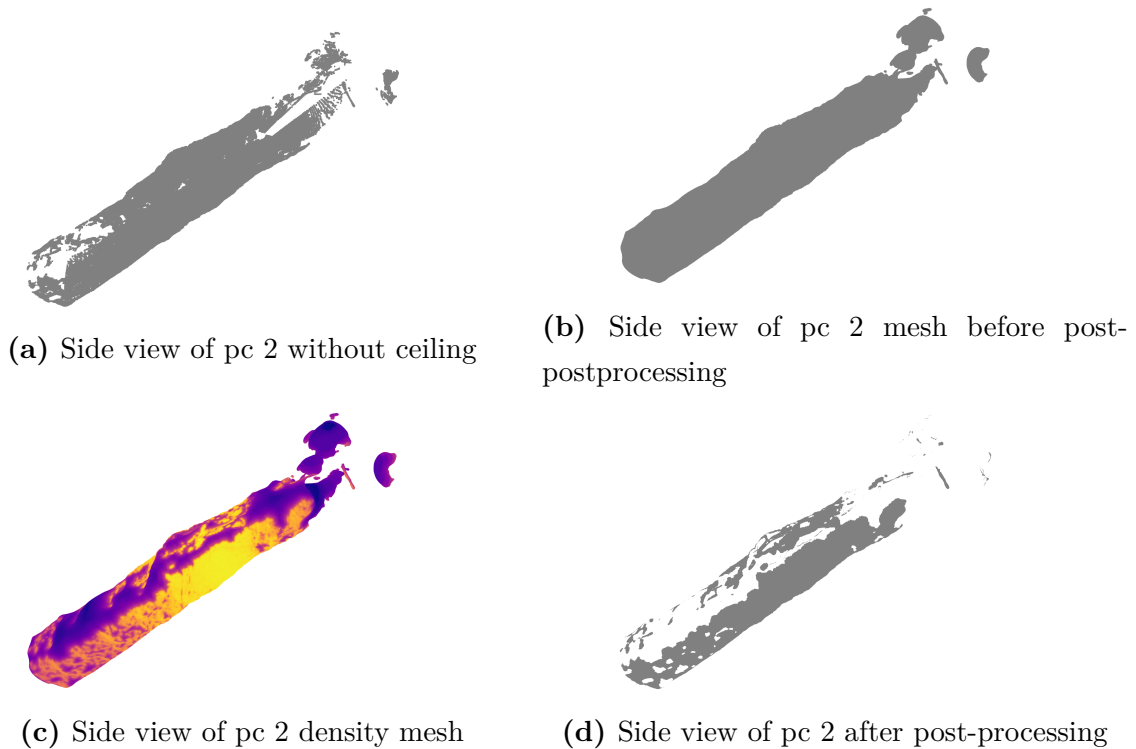 (a) Side view of pc 2 without ceiling
(b) Side view of pc 2 mesh before post-
postprocessing
(c) Side view of pc 2 density mesh
(d) Side view of pc 2 after post-processing